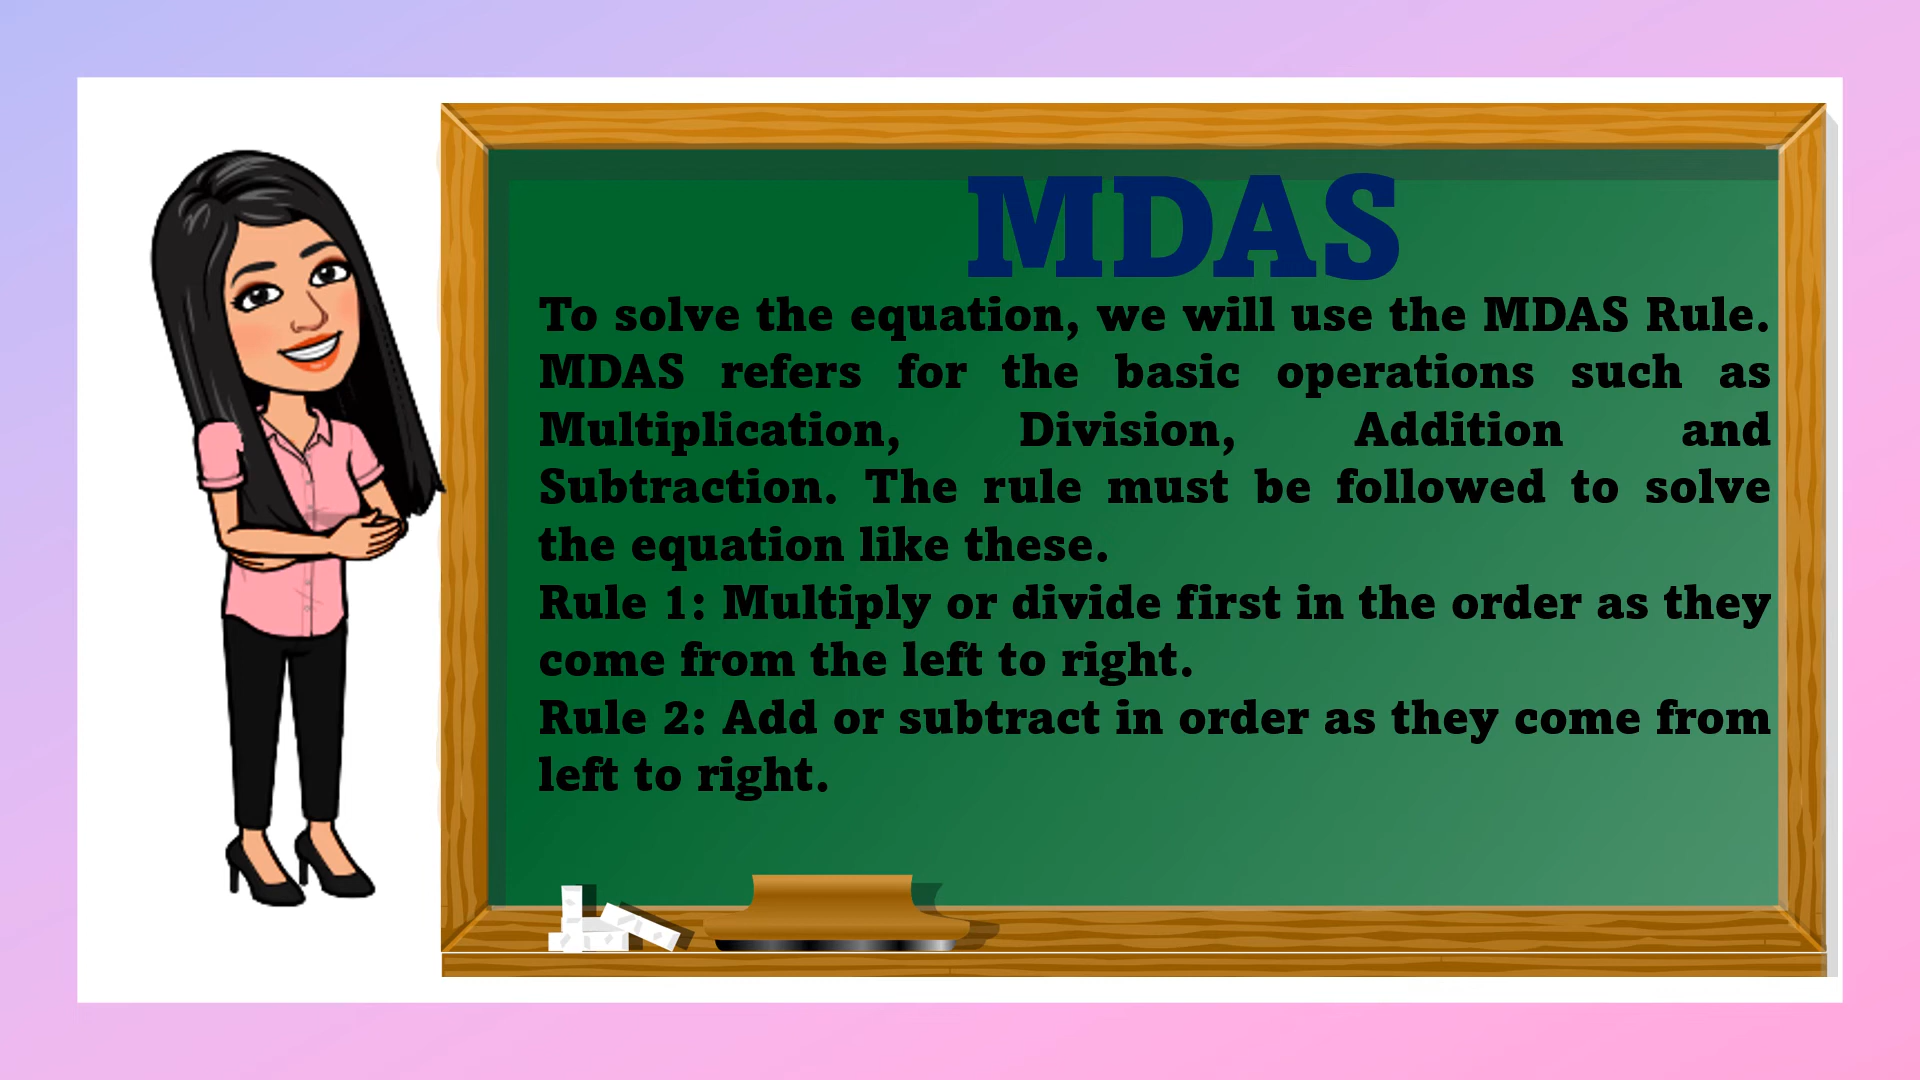 MDAS
To solve the equation, we will use the MDAS Rule.
MDAS refers for the basic operations such as
Multiplication, Division, Addition and
Subtraction. The rule must be followed to solve
the equation like these.
Rule 1: Multiply or divide first in the order as they
come from the left to right.
Rule 2: Add or subtract in order as they come from
left to right.